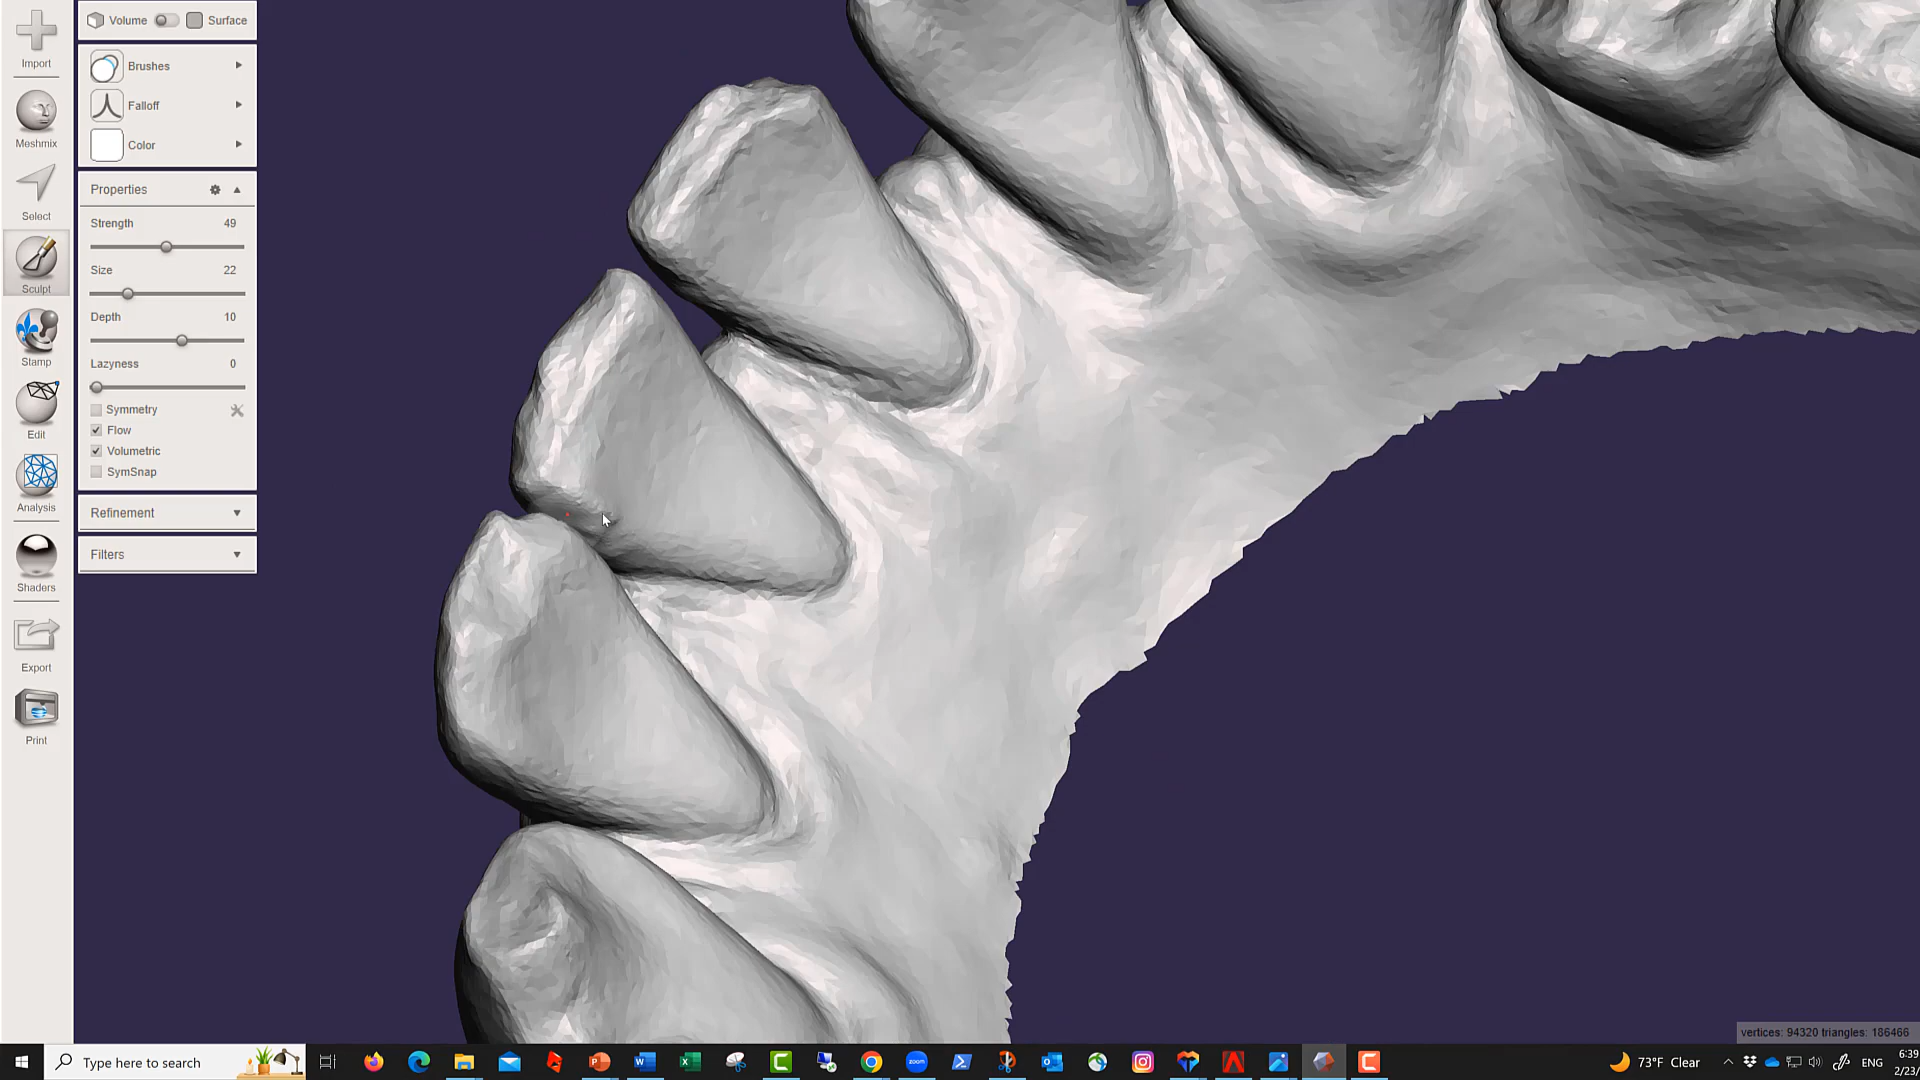 Import
Meshmix
Select
Sculpt
Stamp
Edit
Analysis
Shaders
Export
Print
Volume Surface
Brushes
Falloff
Color
Properties
Strength 49
Size 22
Depth 10
Lazyness 0
Symmetry
Flow
Volumetric
SymSnap
Refinement
Filters
vertices: 94320 triangles: 186466
Type here to search
73°F Clear
ENG
6:39
2/23/